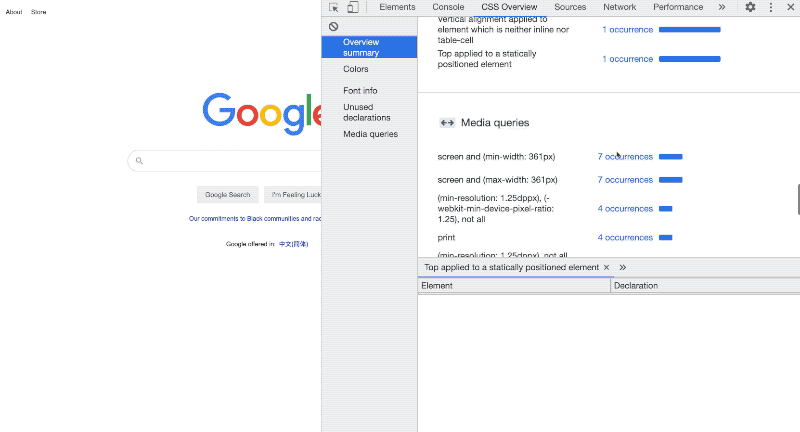 About Store
Google
Google Search
I'm Feeling Luck
Our commitments to Black communities and rac
Google offered in: 中文(简体)
Elements Console CSS Overview Sources Network Performance »
Overview
summary
Colors
Font info
Unused
declarations
Media queries
Vertical alignment applied to
element which is neither inline nor
table-cell
1 occurrence
Top applied to a statically
positioned element
1 occurrence
Media queries
screen and (min-width: 361px)
7 occurrences
screen and (max-width: 361px)
7 occurrences
(min-resolution: 1.25dppx), (-
webkit-min-device-pixel-ratio:
1.25), not all
4 occurrences
print
4 occurrences
(min-resolution: 1.25dppx), not all
Top applied to a statically positioned element × »
Element Declaration